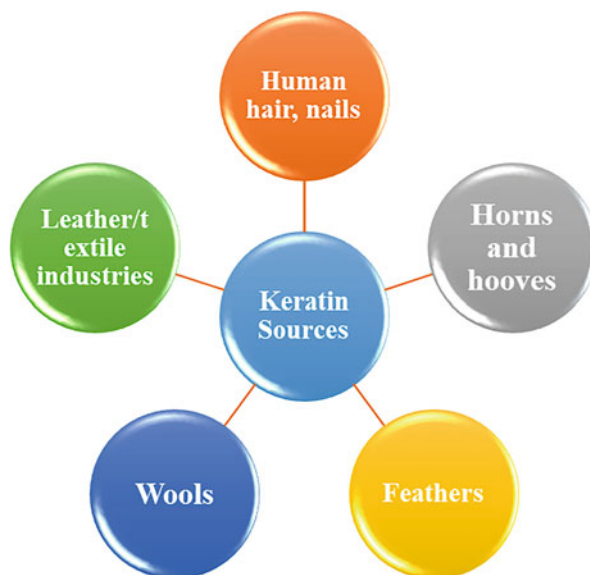 Human
hair, nails
Leather/t
extile
industries
Horns
and
hooves
Keratin
Sources
Wools
Feathers